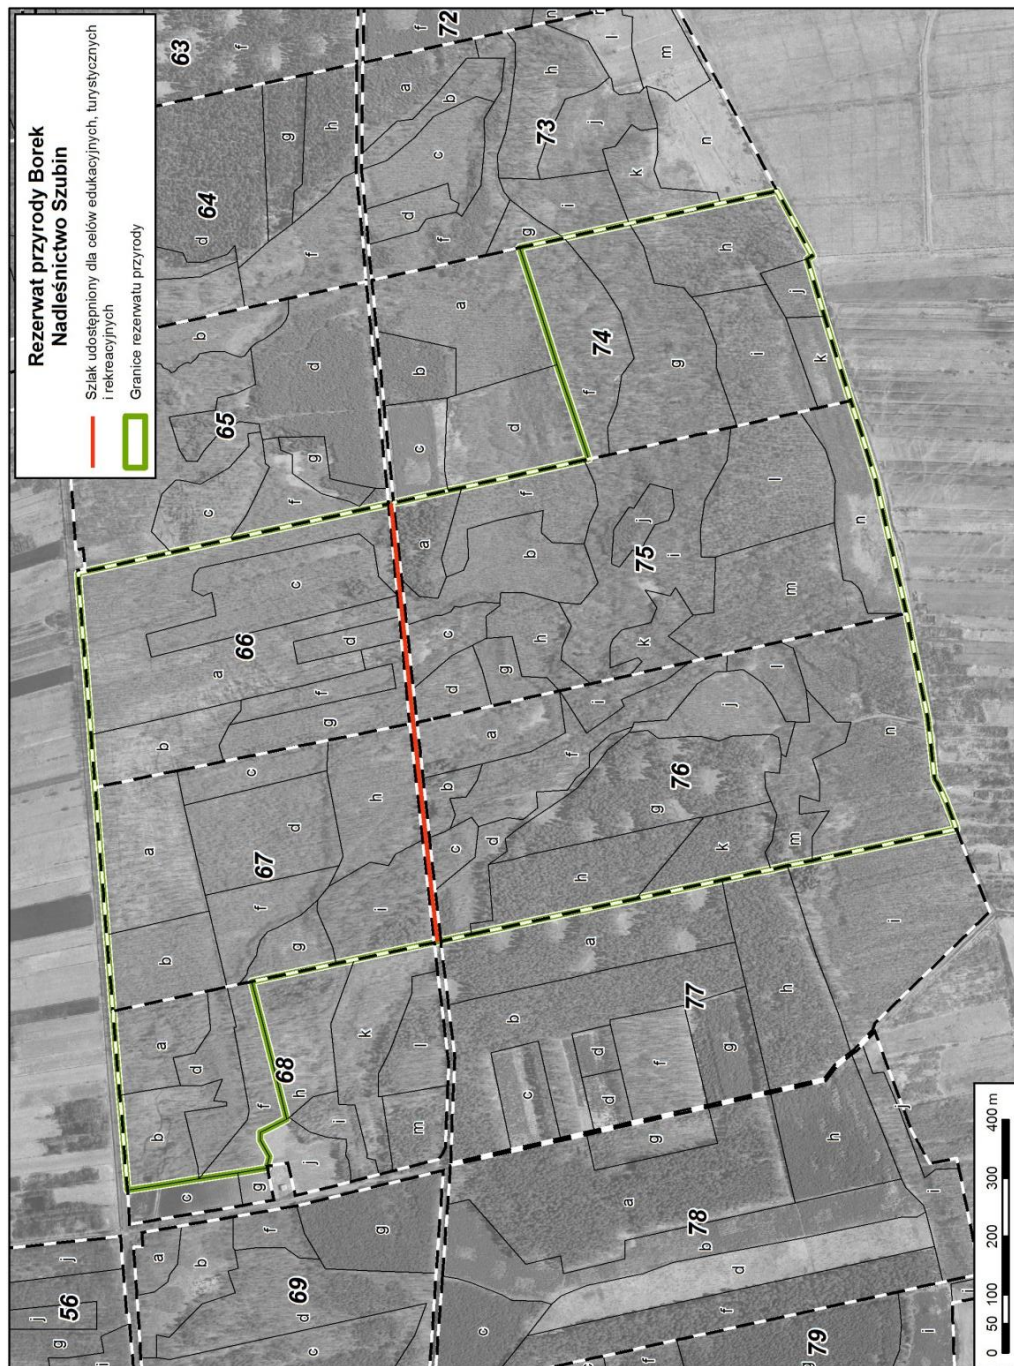 Rezerwat przyrody Borek
Nadleśnictwo Szubin
Szlak udostępniony dla celów edukacyjnych, turystycznych
i rekreacyjnych
Granice rezerwatu przyrody
56
j
j
g
i
69
a
b
f
g
d
c
68
a
b
d
c
f
g
h
i
j
k
l
m
67
a
b
c
d
f
g
h
i
66
a
b
c
d
f
g
65
b
d
c
f
g
64
d
g
h
f
63
f
72
f
n
n
73
a
b
c
d
f
g
h
i
j
k
l
m
n
74
a
b
c
d
f
g
h
i
j
k
75
a
b
c
d
f
g
h
i
j
k
l
m
n
76
a
b
c
d
f
g
h
i
j
k
l
m
n
77
a
b
c
d
d
f
g
h
i
78
a
b
c
d
f
g
h
i
j
79
g
i
i
0 50 100 200 300 400 m